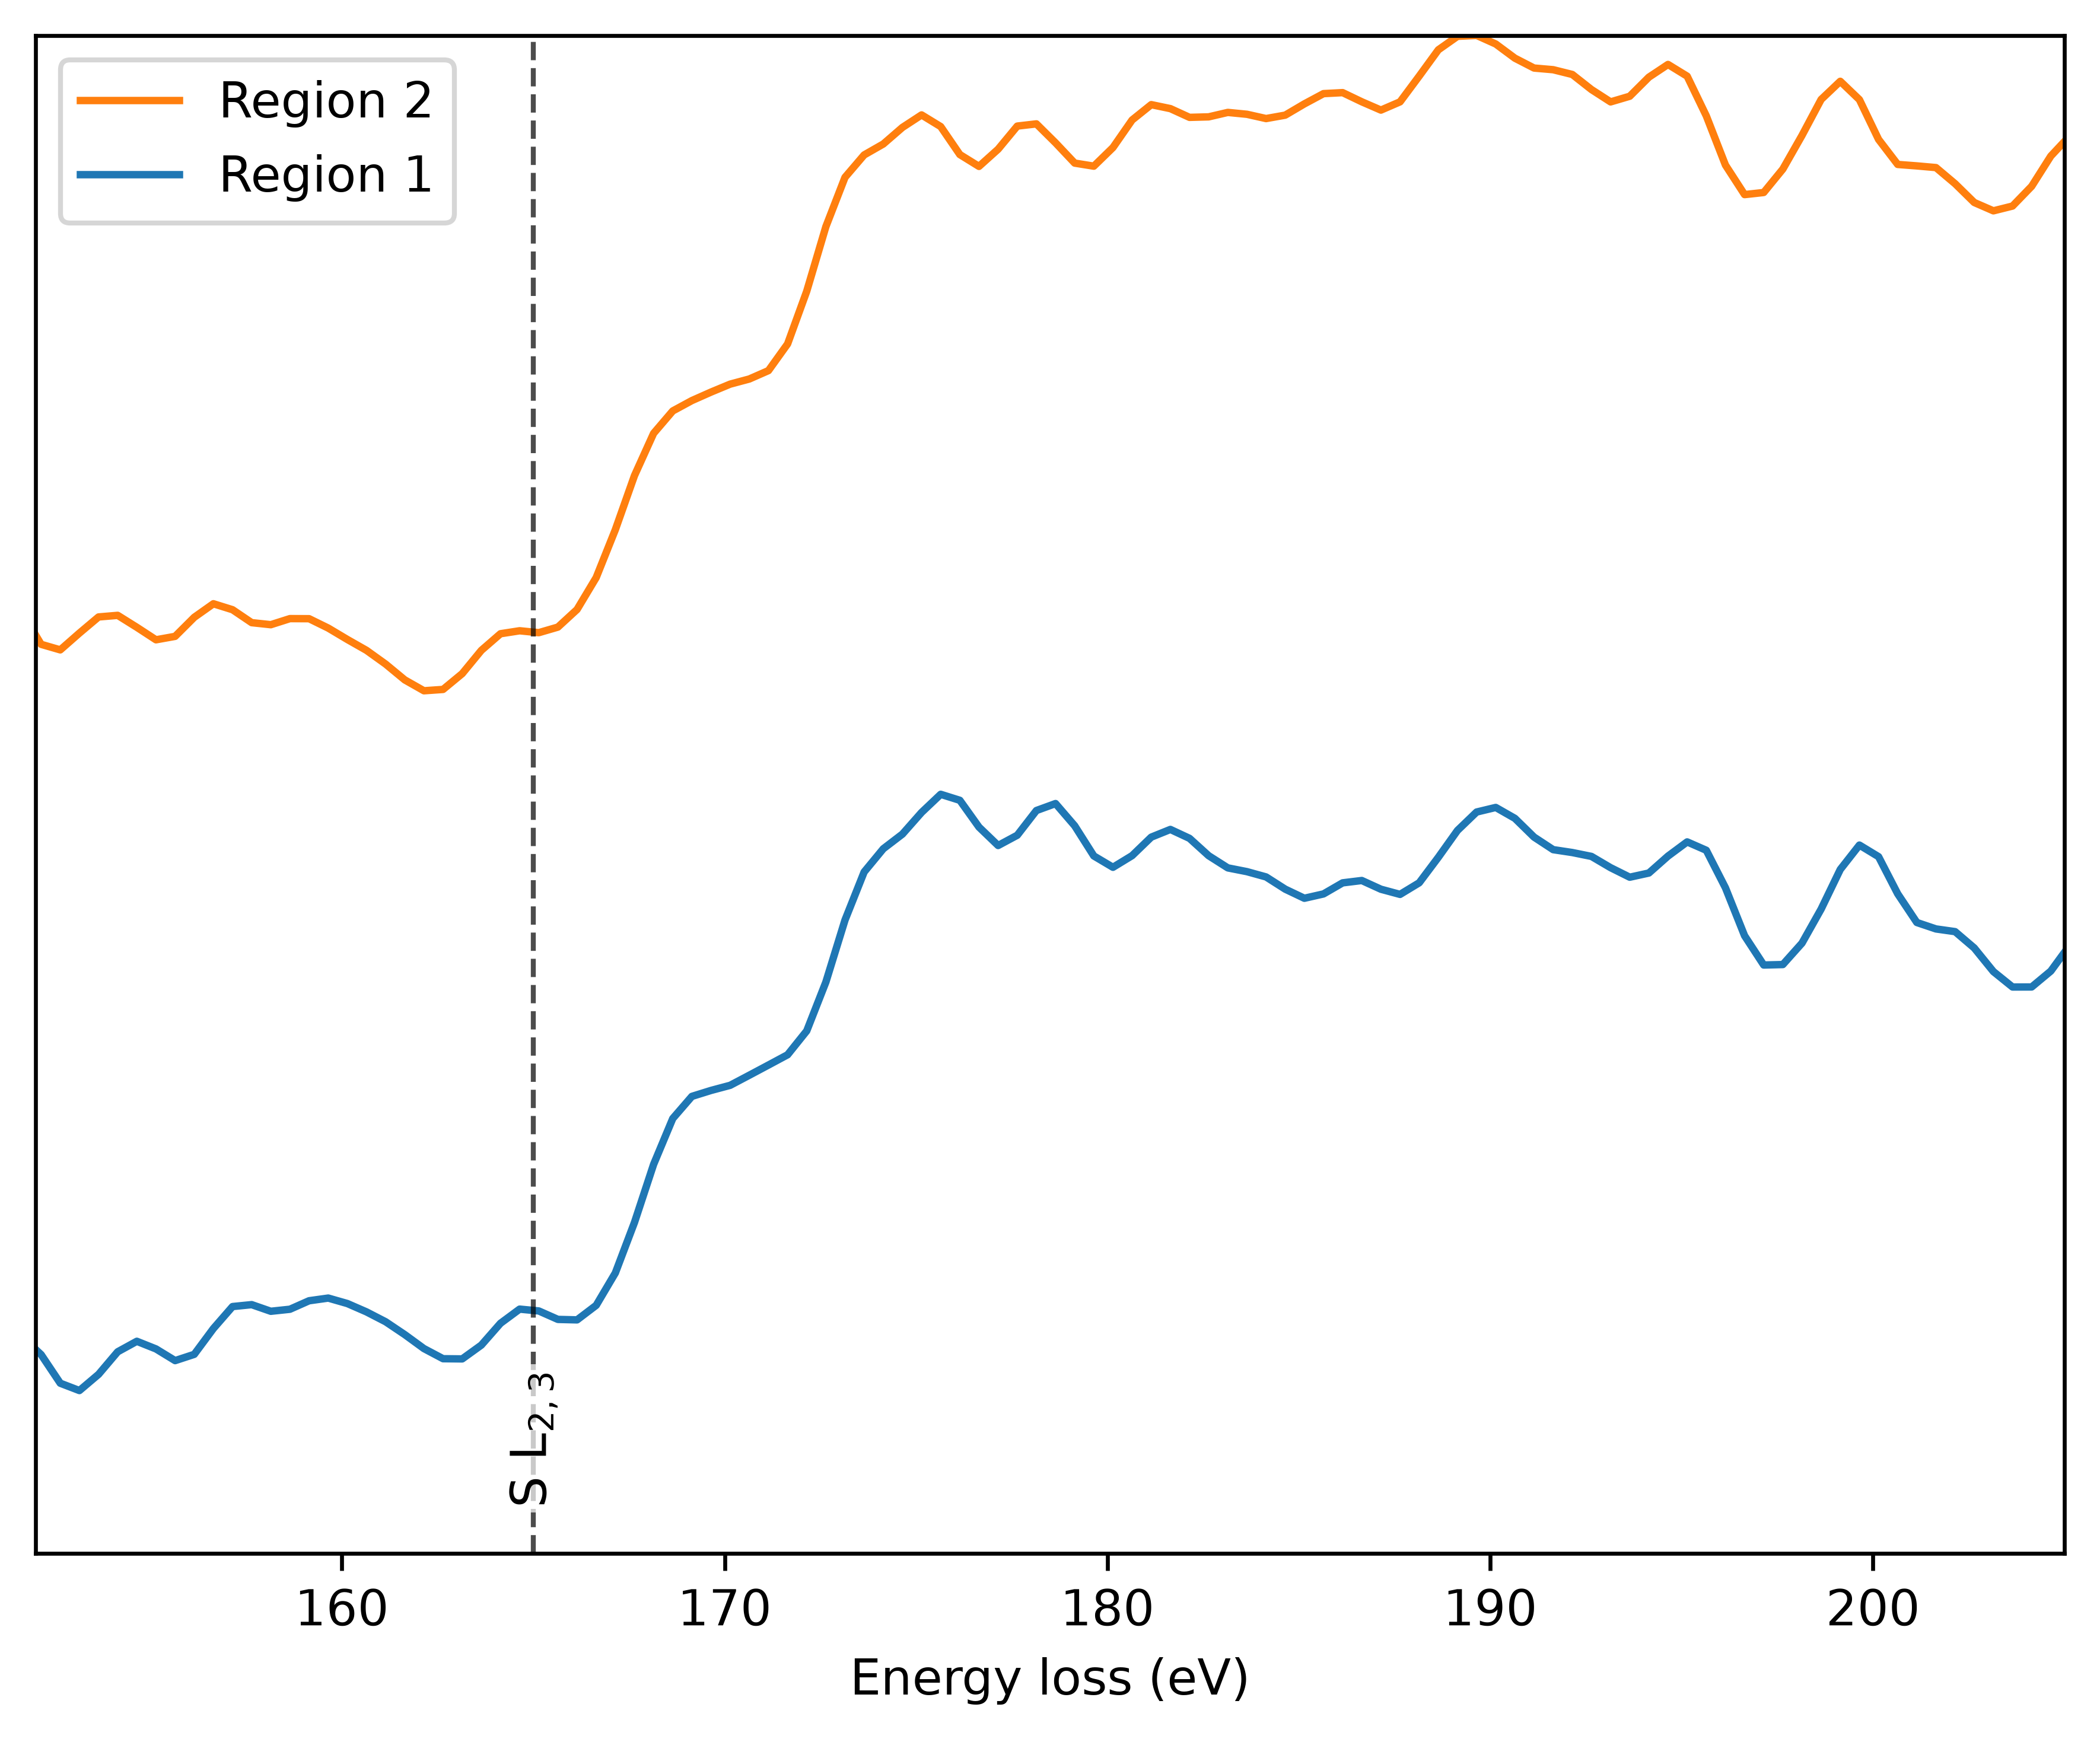 Region 2
Region 1
S L₂, ₃
160 170 180 190 200
Energy loss (eV)